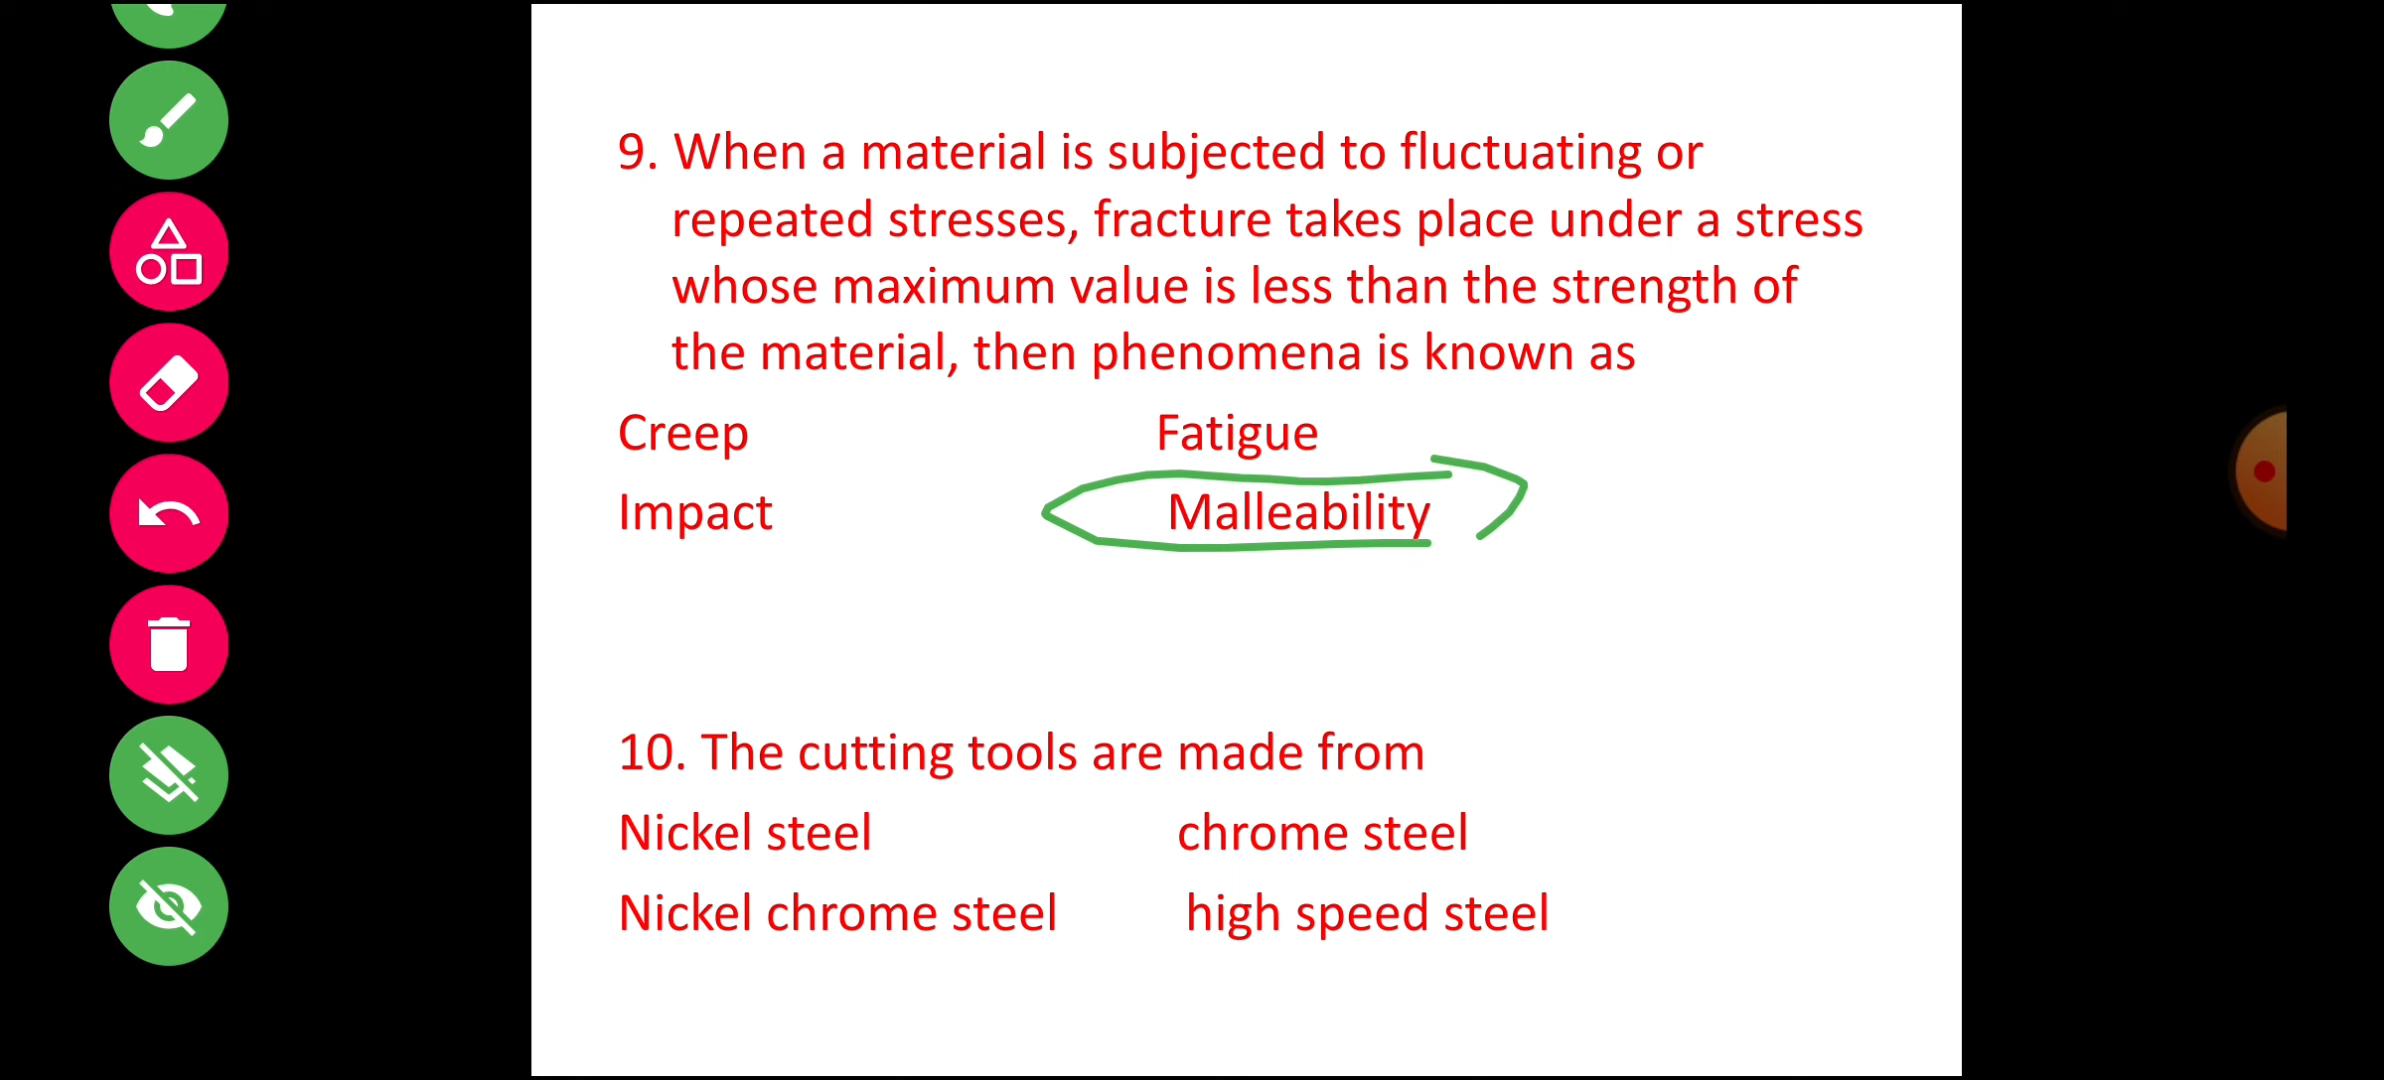 9. When a material is subjected to fluctuating or
repeated stresses, fracture takes place under a stress
whose maximum value is less than the strength of
the material, then phenomena is known as
Creep Fatigue
Impact Malleability
10. The cutting tools are made from
Nickel steel chrome steel
Nickel chrome steel high speed steel